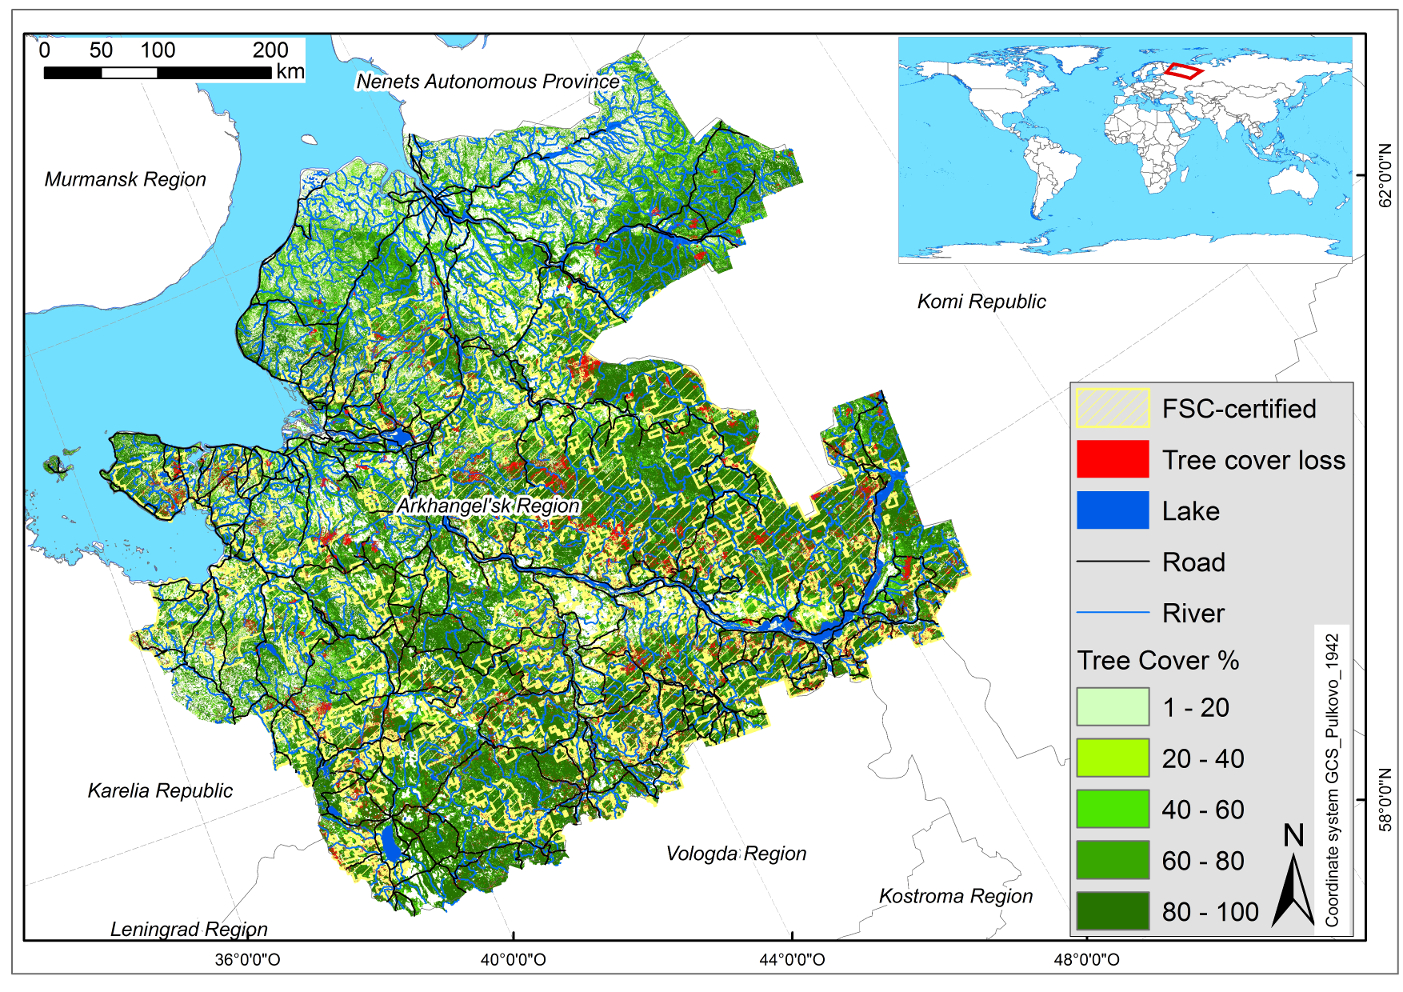 0 50 100 200
km
Nenets Autonomous Province
Murmansk Region
62°0'0"N
Komi Republic
Arkhangel'sk Region
FSC-certified
Tree cover loss
Lake
Road
River
Tree Cover %
1 - 20
20 - 40
40 - 60
60 - 80
80 - 100
N
Coordinate system GCS_Pulkovo_1942
58°0'0"N
Karelia Republic
Vologda Region
Kostroma Region
Leningrad Region
36°0'0"O
40°0'0"O
44°0'0"O
48°0'0"O